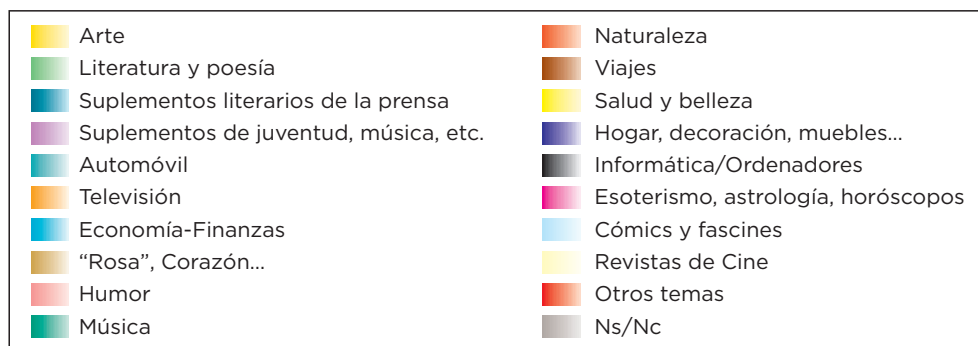 Arte
Literatura y poesía
Suplementos literarios de la prensa
Suplementos de juventud, música, etc.
Automóvil
Televisión
Economía-Finanzas
“Rosa”, Corazón...
Humor
Música
Naturaleza
Viajes
Salud y belleza
Hogar, decoración, muebles...
Informática/Ordenadores
Esoterismo, astrología, horóscopos
Cómics y fascines
Revistas de Cine
Otros temas
Ns/Nc